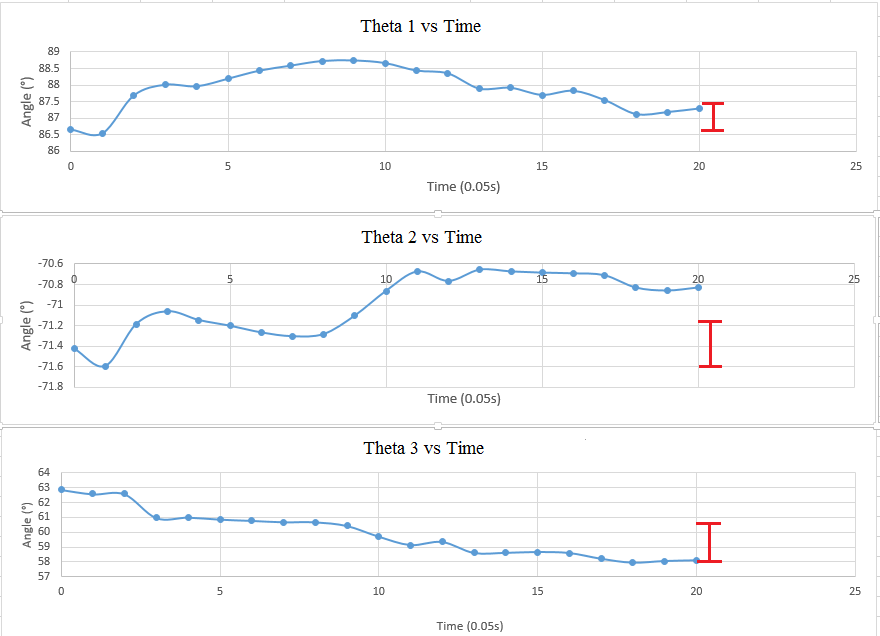 Theta 1 vs Time
89
88.5
88
87.5
87
86.5
86
Angle (°)
0 5 10 15 20 25
Time (0.05s)
Theta 2 vs Time
-70.6
-70.8
-71
-71.2
-71.4
-71.6
-71.8
Angle (°)
0 5 10 15 20 25
Time (0.05s)
Theta 3 vs Time
64
63
62
61
60
59
58
57
Angle (°)
0 5 10 15 20 25
Time (0.05s)